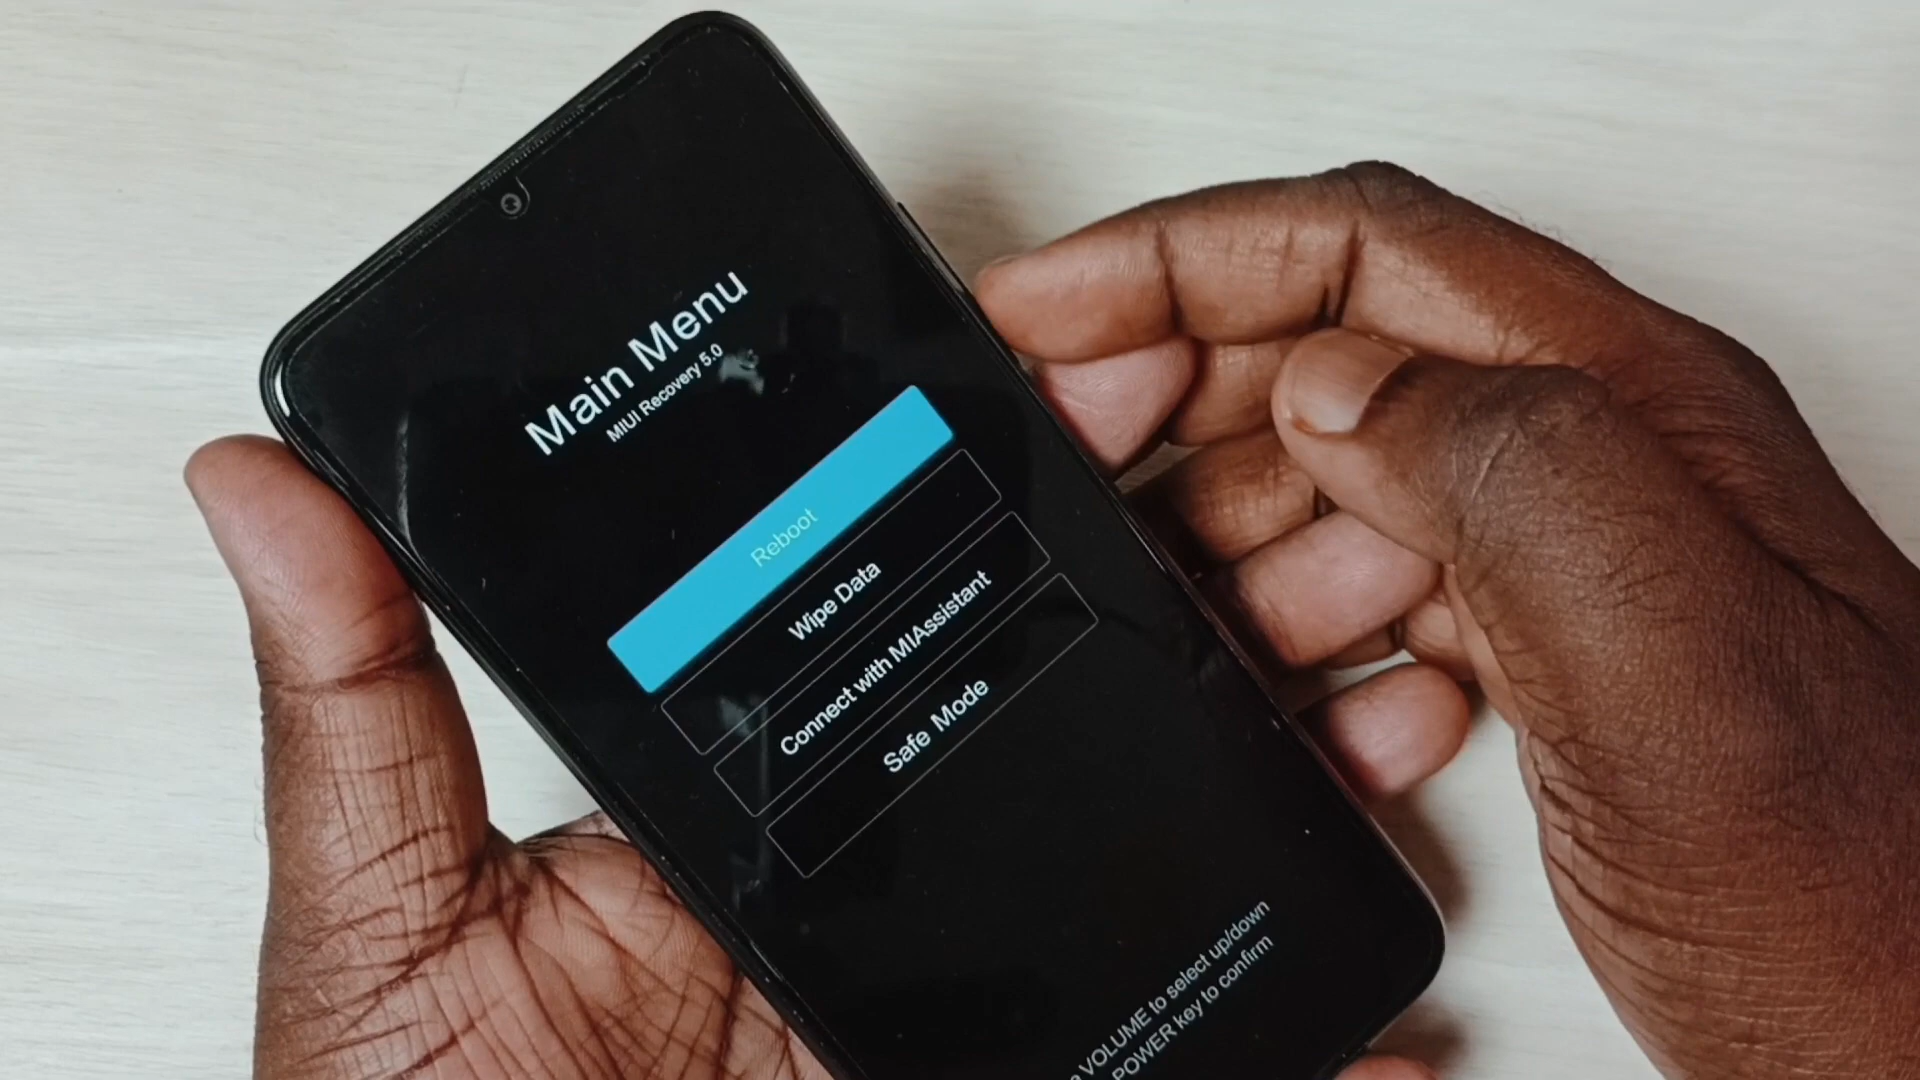 Main Menu
MIUI Recovery 5.0
Reboot
Wipe Data
Connect with MIAssistant
Safe Mode
VOLUME to select up/down
POWER key to confirm